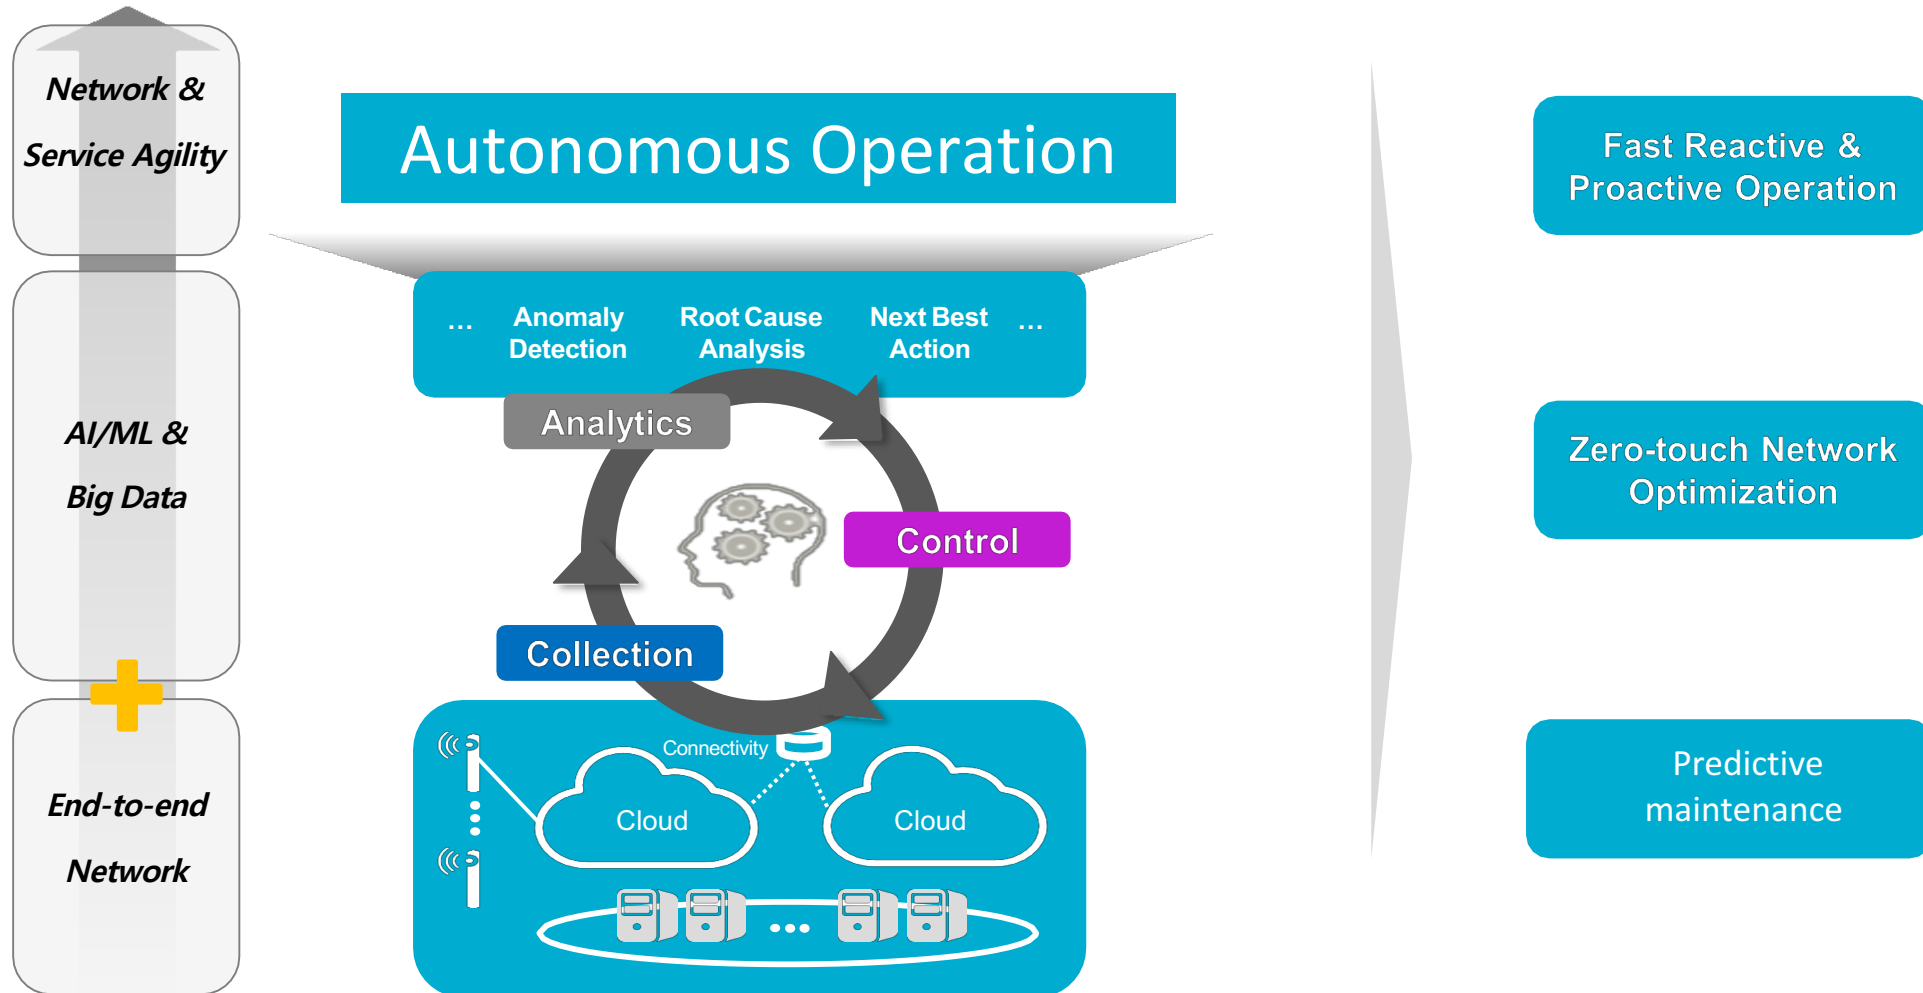 Network &
Service Agility
AI/ML &
Big Data
End-to-end
Network
Autonomous Operation
… Anomaly Root Cause Next Best …
Detection Analysis Action
Analytics
Control
Collection
Connectivity
Cloud Cloud
Fast Reactive &
Proactive Operation
Zero-touch Network
Optimization
Predictive
maintenance